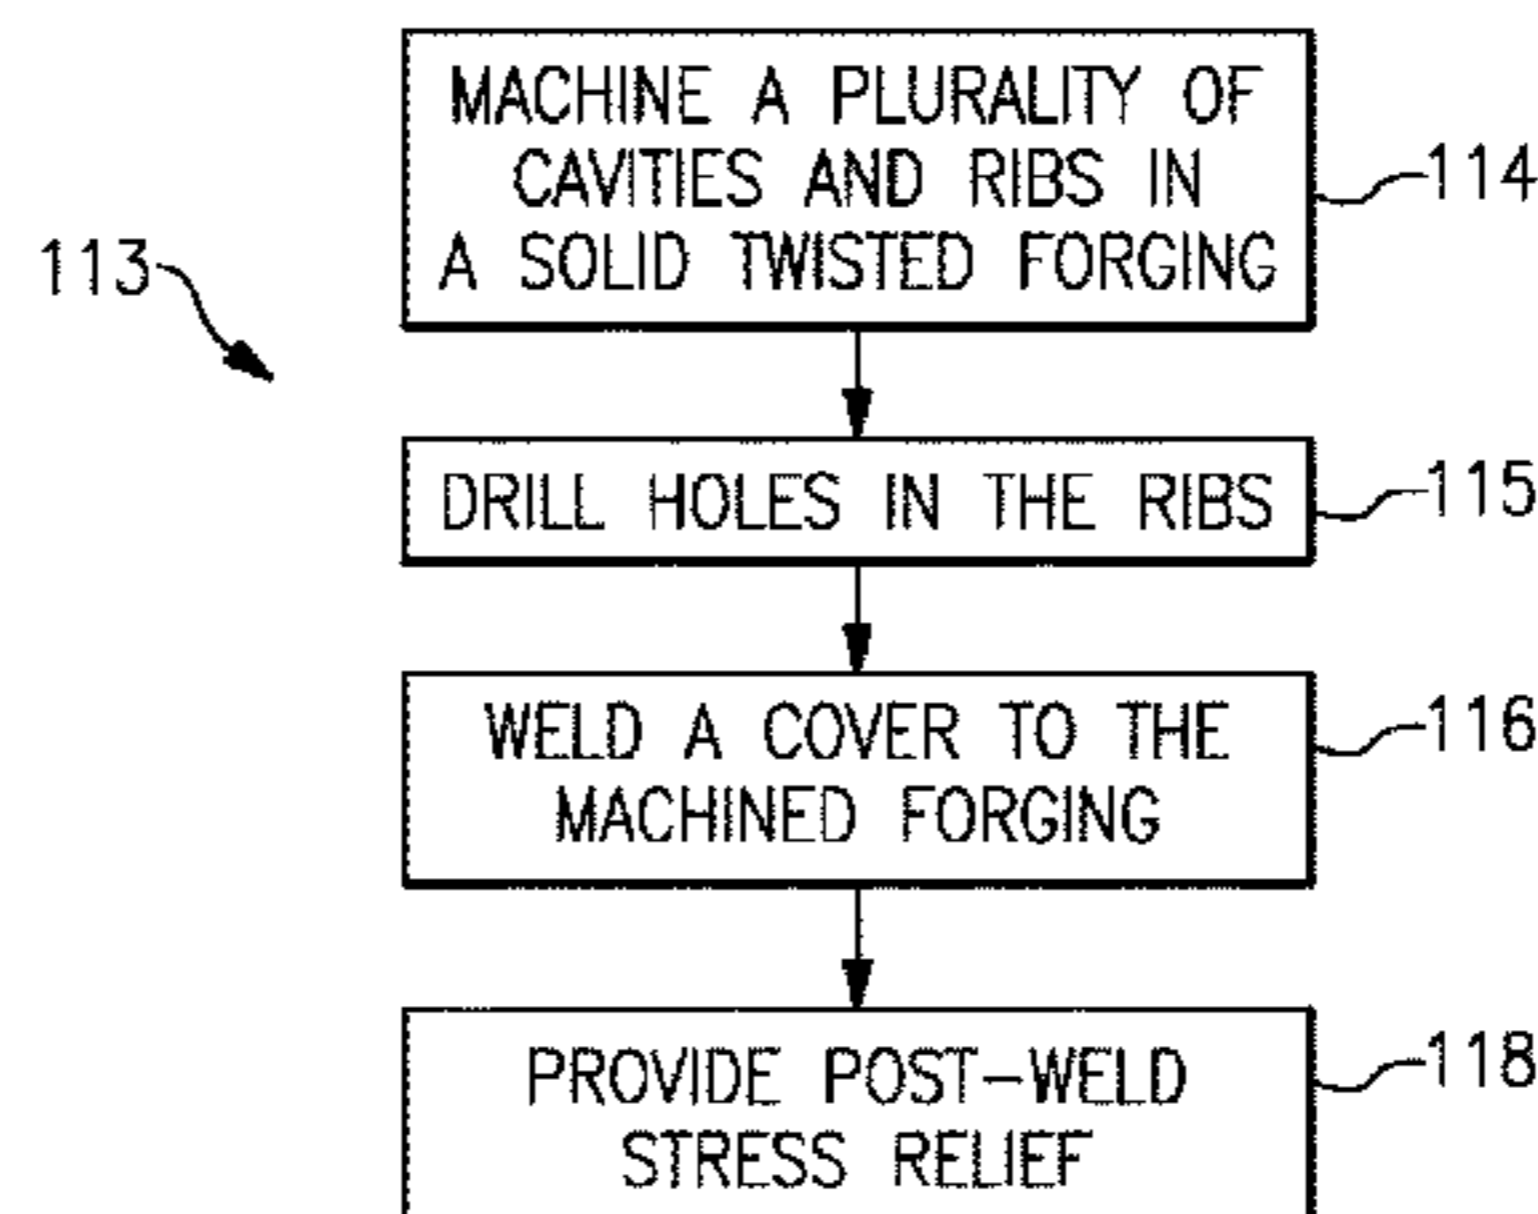 MACHINE A PLURALITY OF
CAVITIES AND RIBS IN
A SOLID TWISTED FORGING
114
113
DRILL HOLES IN THE RIBS
115
WELD A COVER TO THE
MACHINED FORGING
116
PROVIDE POST-WELD
STRESS RELIEF
118